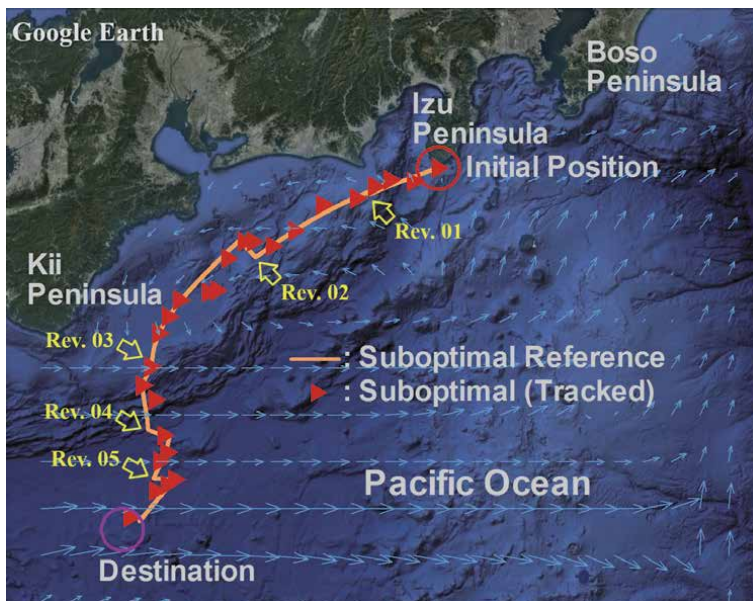 Google Earth
Boso
Peninsula
Izu
Peninsula
Initial Position
Rev. 01
Kii
Peninsula
Rev. 02
Rev. 03
: Suboptimal Reference
: Suboptimal (Tracked)
Rev. 04
Rev. 05
Pacific Ocean
Destination